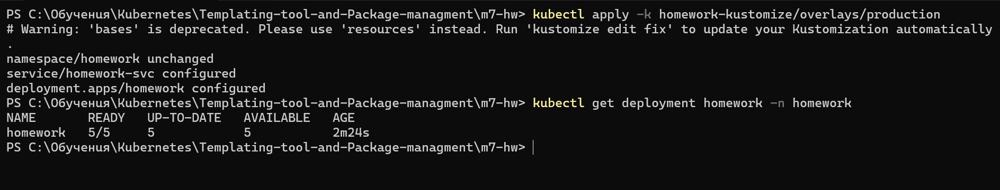 PS C:\Обучения\Kubernetes\Templating-tool-and-Package-managment\m7-hw> kubectl apply -k homework-kustomize/overlays/production
# Warning: 'bases' is deprecated. Please use 'resources' instead. Run 'kustomize edit fix' to update your Kustomization automatically
.
namespace/homework unchanged
service/homework-svc configured
deployment.apps/homework configured
PS C:\Обучения\Kubernetes\Templating-tool-and-Package-managment\m7-hw> kubectl get deployment homework -n homework
NAME       READY   UP-TO-DATE   AVAILABLE   AGE
homework   5/5     5            5           2m24s
PS C:\Обучения\Kubernetes\Templating-tool-and-Package-managment\m7-hw>